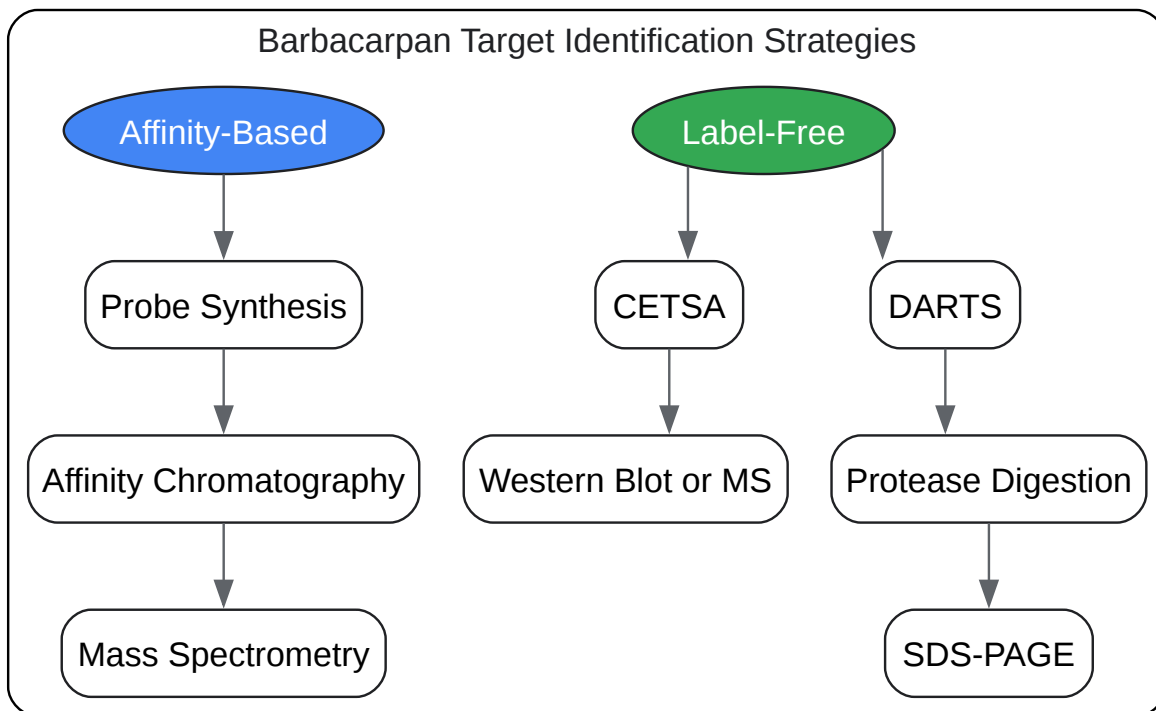 Barbacarpan Target Identification Strategies
Affinity-Based
Label-Free
Probe Synthesis
CETSA
DARTS
Affinity Chromatography
Western Blot or MS
Protease Digestion
Mass Spectrometry
SDS-PAGE